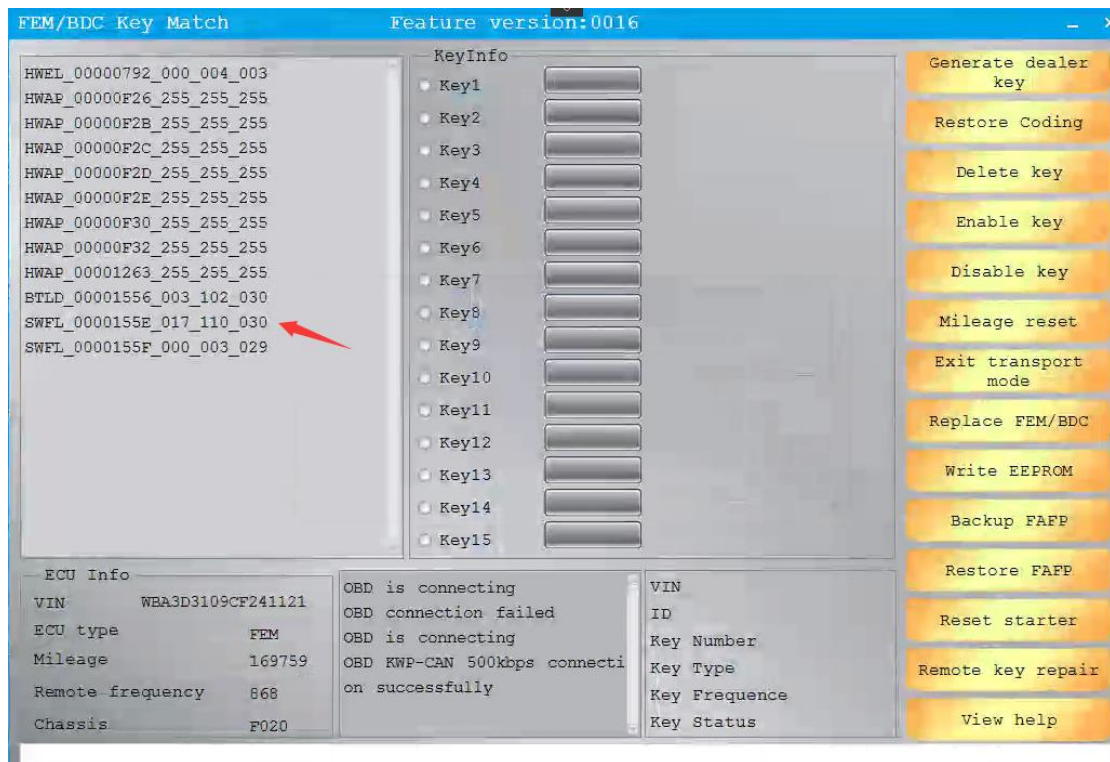 FEM/BDC Key Match
Feature version:0016
HWEL_00000792_000_004_003
HWAP_00000F26_255_255_255
HWAP_00000F2B_255_255_255
HWAP_00000F2C_255_255_255
HWAP_00000F2D_255_255_255
HWAP_00000F2E_255_255_255
HWAP_00000F30_255_255_255
HWAP_00000F32_255_255_255
HWAP_00001263_255_255_255
BTLD_00001556_003_102_030
SWFL_0000155E_017_110_030
SWFL_0000155F_000_003_029
KeyInfo
Key1
Key2
Key3
Key4
Key5
Key6
Key7
Key8
Key9
Key10
Key11
Key12
Key13
Key14
Key15
Generate dealer
key
Restore Coding
Delete key
Enable key
Disable key
Mileage reset
Exit transport
mode
Replace FEM/BDC
Write EEPROM
Backup FAFP
Restore FAFP
Reset starter
Remote key repair
View help
ECU Info
VIN WBA3D3109CF241121
ECU type FEM
Mileage 169759
Remote frequency 868
Chassis F020
OBD is connecting
OBD connection failed
OBD is connecting
OBD KWP-CAN 500kbps connecti
on successfully
VIN
ID
Key Number
Key Type
Key Frequence
Key Status